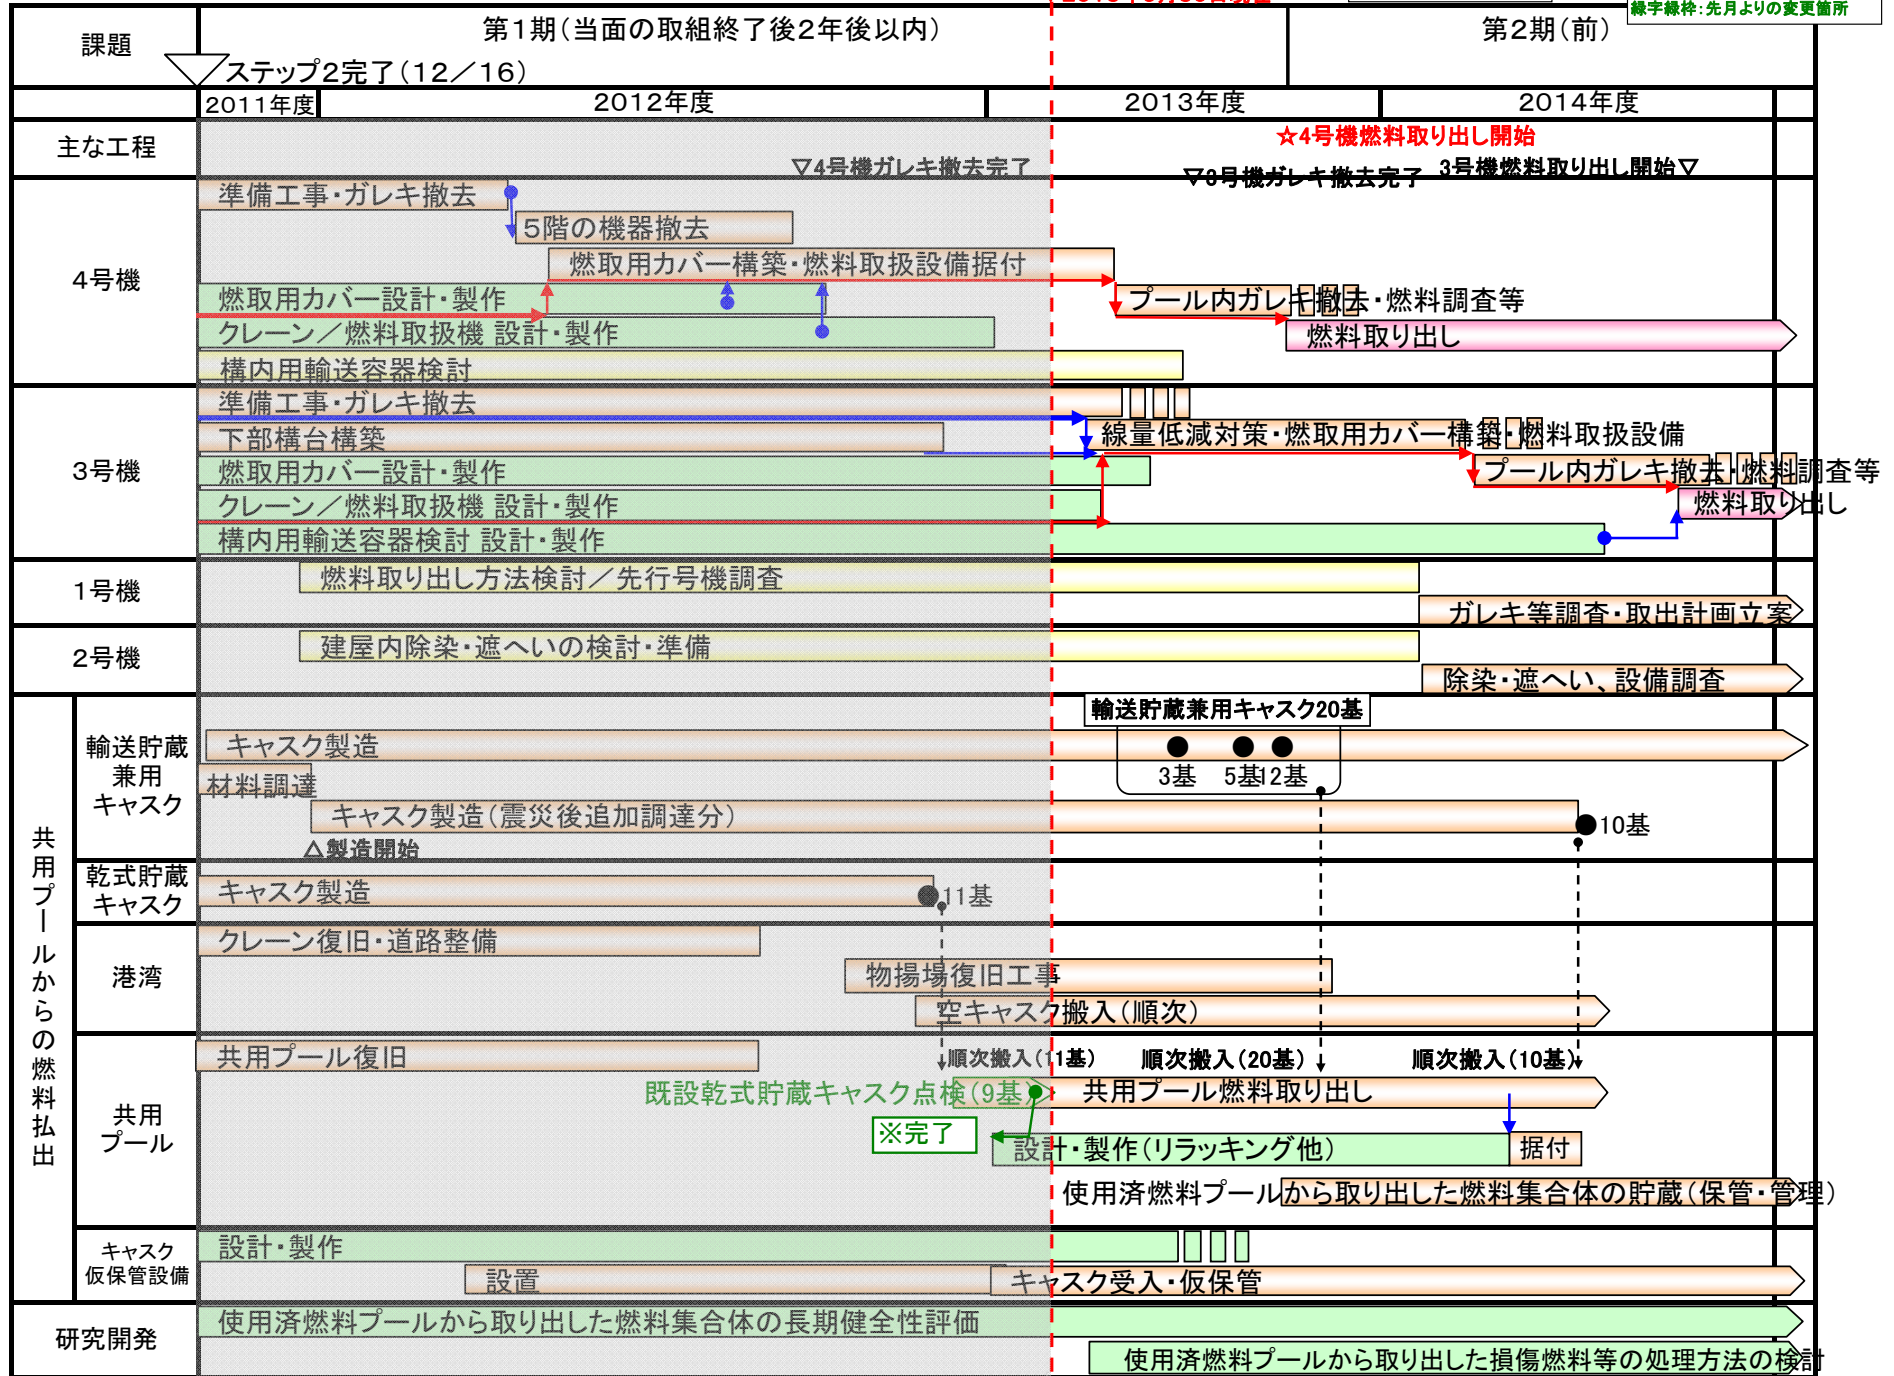 緑字緑枠：先月よりの変更箇所
課題
第1期（当面の取組終了後2年後以内）
第2期（前）
ステップ2完了（12／16）
2011年度
2012年度
2013年度
2014年度
主な工程
☆4号機燃料取り出し開始
▽4号機ガレキ撤去完了
▽3号機ガレキ撤去完了
3号機燃料取り出し開始▽
4号機
準備工事・ガレキ撤去
5階の機器撤去
燃取用カバー構築・燃料取扱設備据付
燃取用カバー設計・製作
プール内ガレキ撤去・燃料調査等
クレーン／燃料取扱機 設計・製作
燃料取り出し
構内用輸送容器検討
3号機
準備工事・ガレキ撤去
下部構台構築
線量低減対策・燃取用カバー構築・燃料取扱設備
燃取用カバー設計・製作
プール内ガレキ撤去・燃料調査等
クレーン／燃料取扱機 設計・製作
燃料取り出し
構内用輸送容器検討 設計・製作
1号機
燃料取り出し方法検討／先行号機調査
ガレキ等調査・取出計画立案
2号機
建屋内除染・遮へいの検討・準備
除染・遮へい、設備調査
共用プールからの燃料払出
輸送貯蔵
兼用
キャスク
輸送貯蔵兼用キャスク20基
キャスク製造
3基
5基
12基
材料調達
キャスク製造（震災後追加調達分）
10基
△製造開始
乾式貯蔵
キャスク
キャスク製造
11基
港湾
クレーン復旧・道路整備
物揚場復旧工事
空キャスク搬入（順次）
共用
プール
共用プール復旧
順次搬入（11基）
順次搬入（20基）
順次搬入（10基）
既設乾式貯蔵キャスク点検（9基）
共用プール燃料取り出し
※完了
設計・製作（リラッキング他）
据付
使用済燃料プールから取り出した燃料集合体の貯蔵（保管・管理）
キャスク
仮保管設備
設計・製作
設置
キャスク受入・仮保管
研究開発
使用済燃料プールから取り出した燃料集合体の長期健全性評価
使用済燃料プールから取り出した損傷燃料等の処理方法の検討